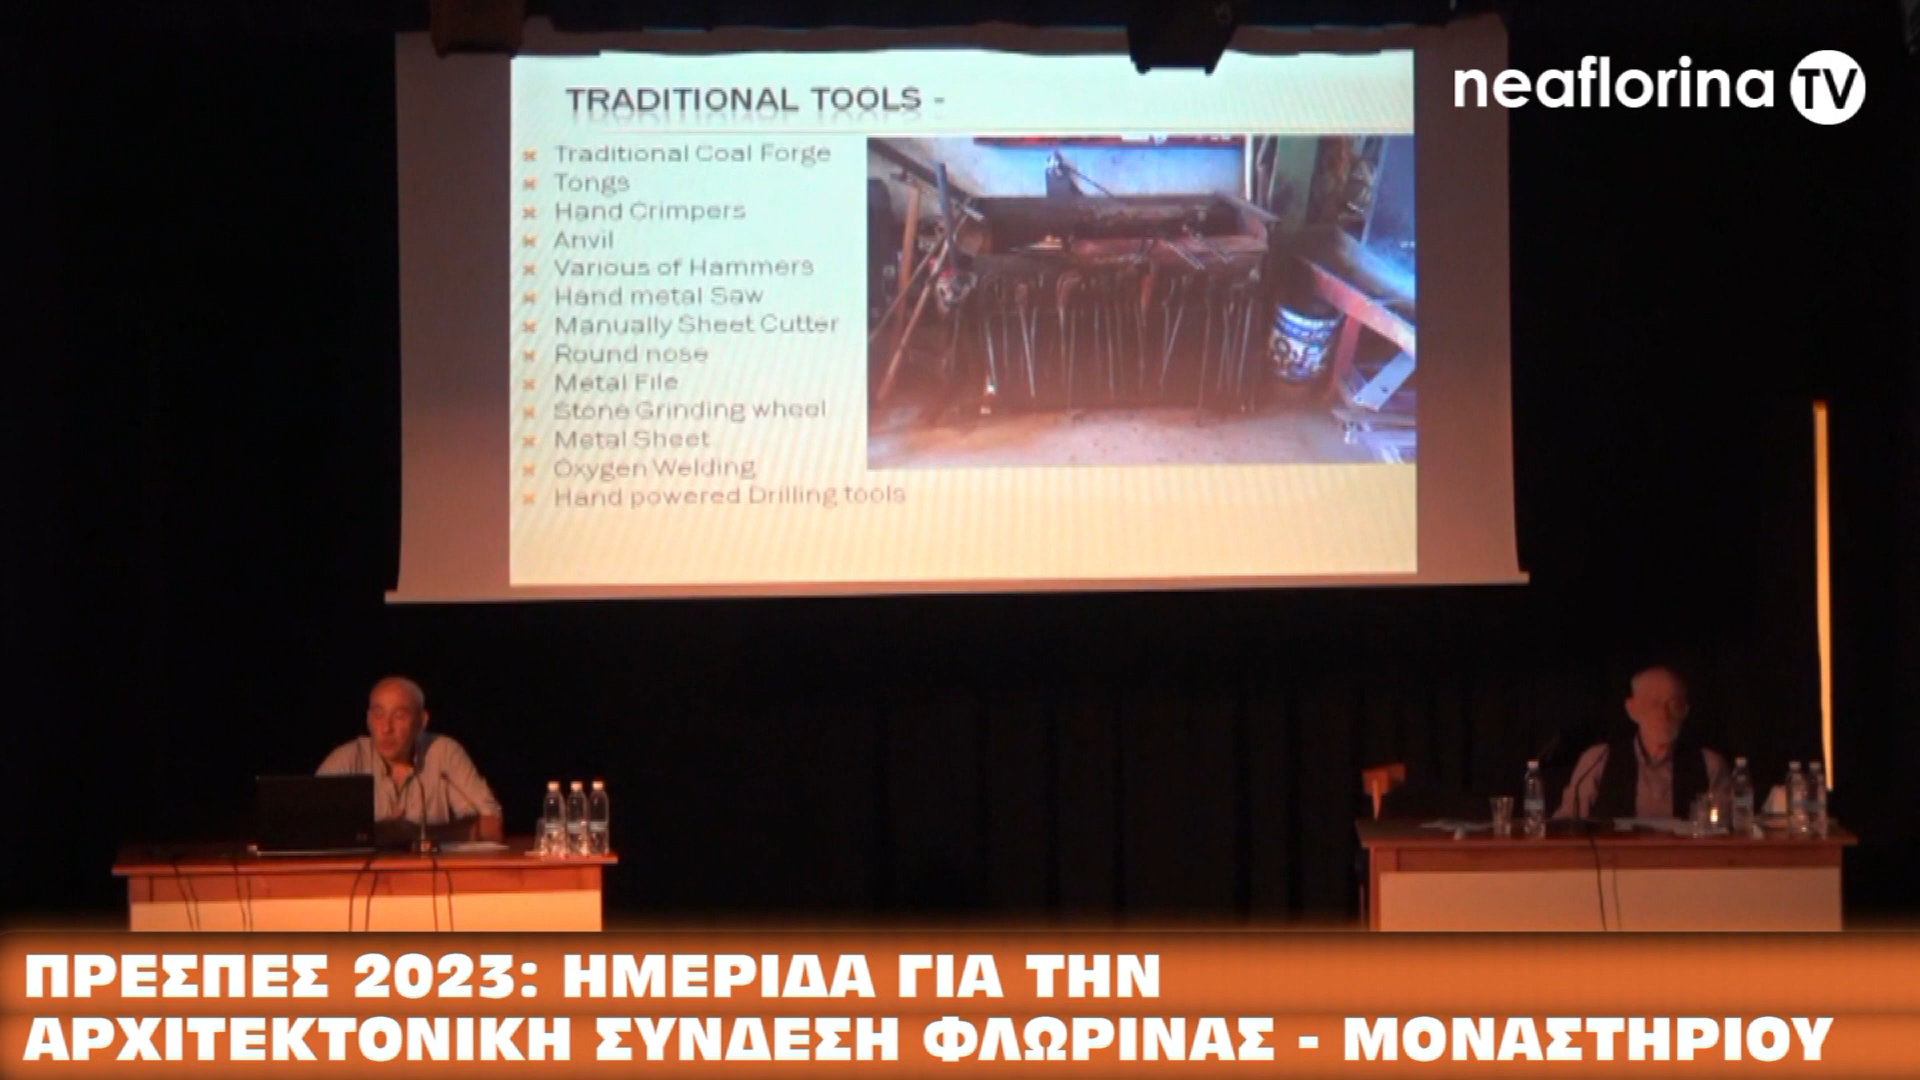 neaflorina TV
TRADITIONAL TOOLS -
Traditional Coal Forge
Tongs
Hand Crimpers
Anvil
Various of Hammers
Hand metal Saw
Manually Sheet Cutter
Round nose
Metal File
Stone Grinding wheel
Metal Sheet
Oxygen Welding
Hand powered Drilling tools
ΠΡΕΣΠΕΣ 2023: ΗΜΕΡΙΔΑ ΓΙΑ ΤΗΝ
ΑΡΧΙΤΕΚΤΟΝΙΚΗ ΣΥΝΔΕΣΗ ΦΛΩΡΙΝΑΣ - ΜΟΝΑΣΤΗΡΙΟΥ